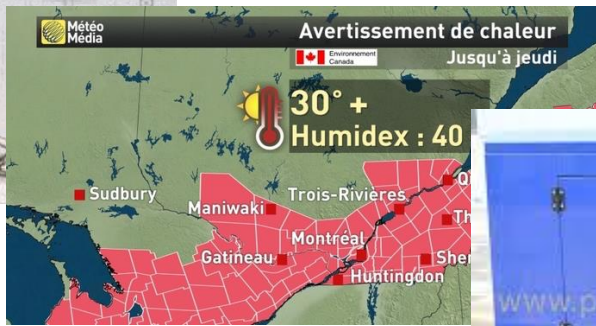 Météo
Média
Avertissement de chaleur
Environnement
Canada
Jusqu'à jeudi
30° +
Humidex : 40
Sudbury
Maniwaki
Trois-Rivières
Montréal
Gatineau
Huntingdon
www.p